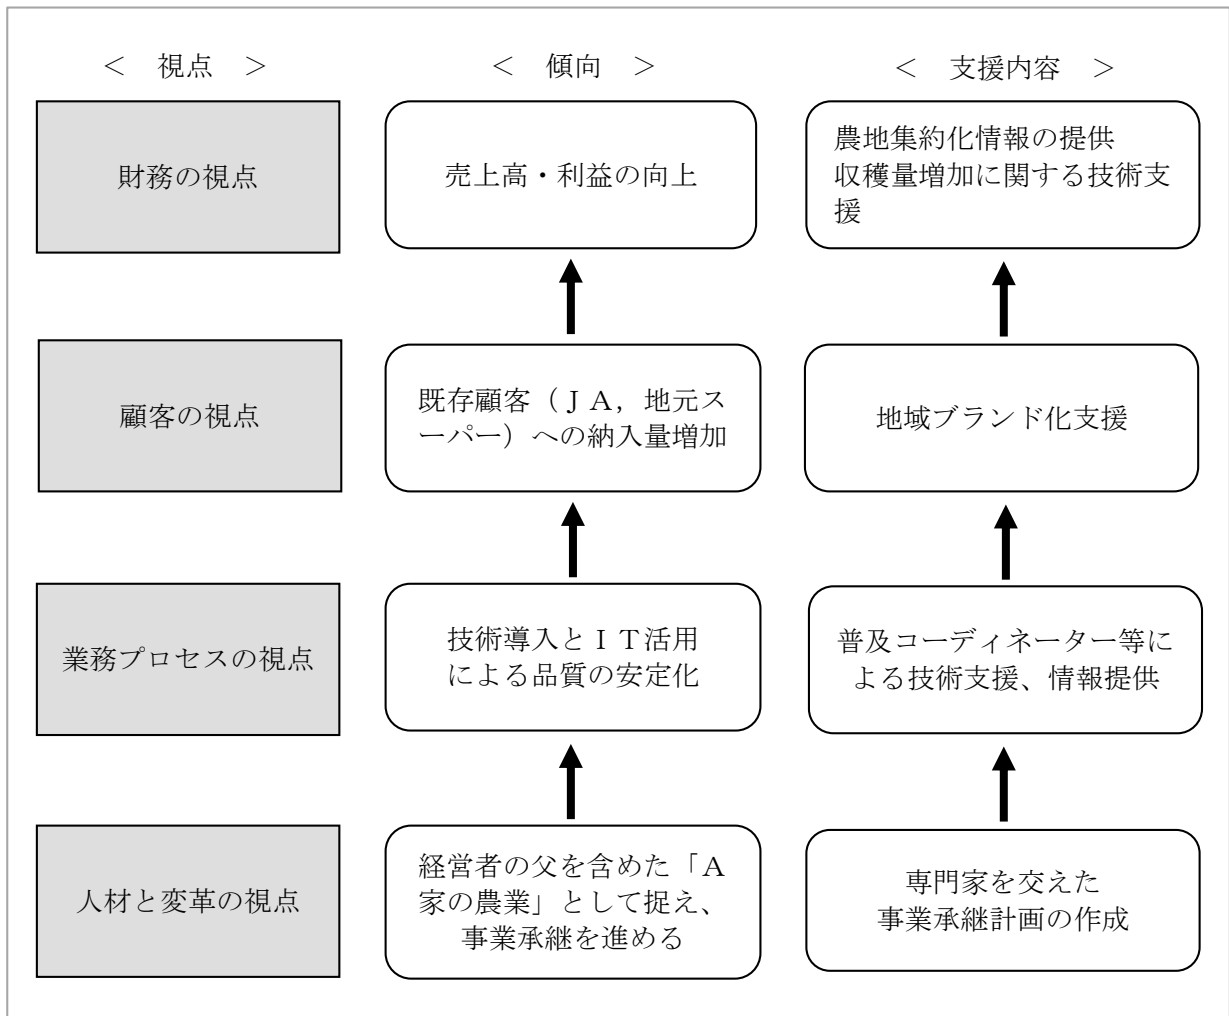 ＜　視点　＞
＜　傾向　＞
＜　支援内容　＞
財務の視点
売上高・利益の向上
農地集約化情報の提供
収穫量増加に関する技術支
援
顧客の視点
既存顧客（ＪＡ，地元ス
ーパー）への納入量増加
地域ブランド化支援
業務プロセスの視点
技術導入とＩＴ活用
による品質の安定化
普及コーディネーター等に
よる技術支援、情報提供
人材と変革の視点
経営者の父を含めた「Ａ
家の農業」として捉え、
事業承継を進める
専門家を交えた
事業承継計画の作成